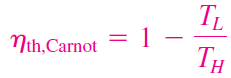 η_th,Carnot = 1 − T_L / T_H